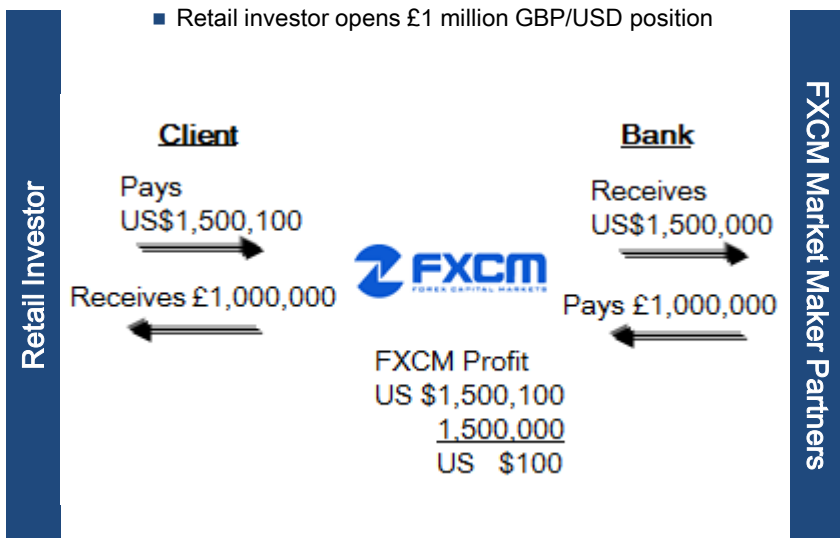 ■ Retail investor opens £1 million GBP/USD position
Retail Investor
Client
Pays
US$1,500,100
Receives £1,000,000
FXCM
FOREX CAPITAL MARKETS
FXCM Profit
US $1,500,100
1,500,000
US $100
Bank
Receives
US$1,500,000
Pays £1,000,000
FXCM Market Maker Partners